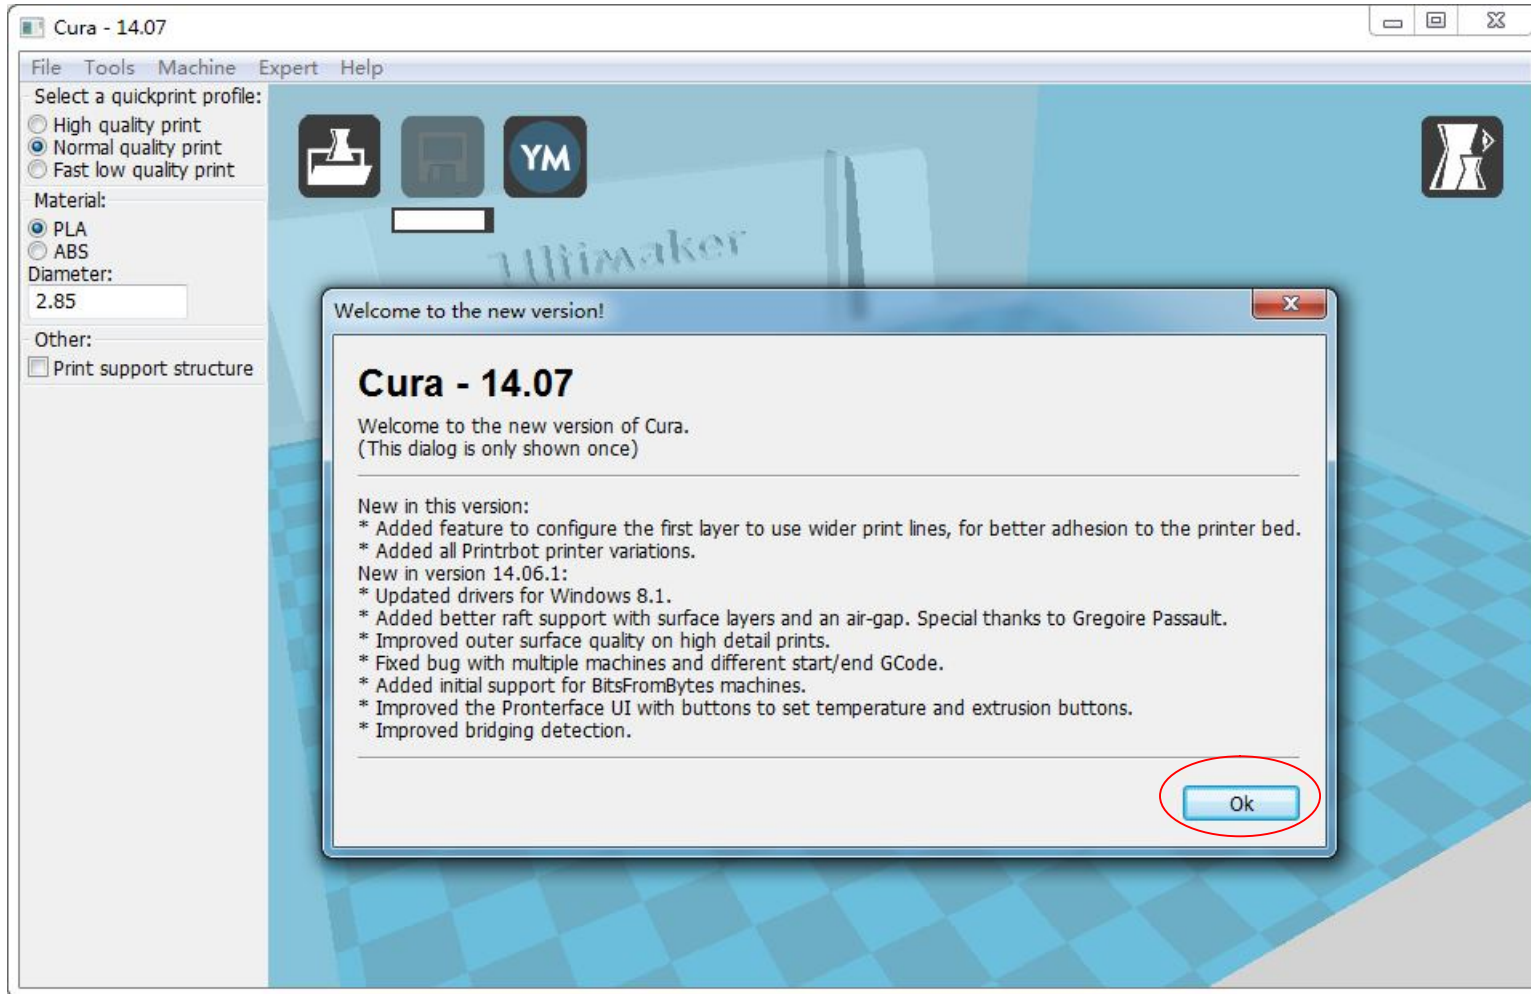 Cura - 14.07
File Tools Machine Expert Help
Select a quickprint profile:
High quality print
Normal quality print
Fast low quality print
Material:
PLA
ABS
Diameter:
2.85
Other:
Print support structure
YM
Ultimaker
Welcome to the new version!
Cura - 14.07
Welcome to the new version of Cura.
(This dialog is only shown once)
New in this version:
* Added feature to configure the first layer to use wider print lines, for better adhesion to the printer bed.
* Added all Printrbot printer variations.
New in version 14.06.1:
* Updated drivers for Windows 8.1.
* Added better raft support with surface layers and an air-gap. Special thanks to Gregoire Passault.
* Improved outer surface quality on high detail prints.
* Fixed bug with multiple machines and different start/end GCode.
* Added initial support for BitsFromBytes machines.
* Improved the Pronterface UI with buttons to set temperature and extrusion buttons.
* Improved bridging detection.
Ok